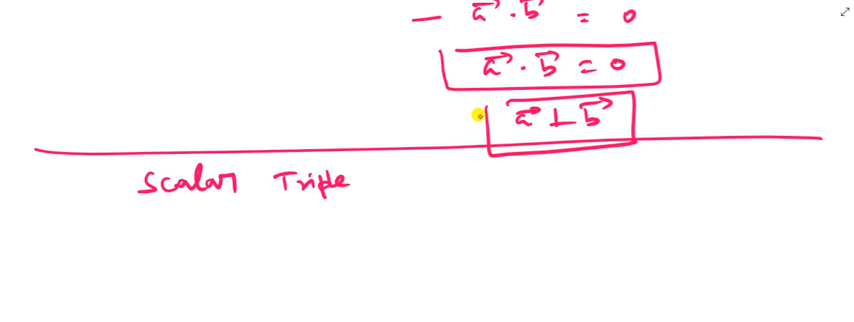 — a⃗ · b⃗ = 0
a⃗ · b⃗ = 0
a⃗ ⊥ b⃗
Scalar Triple